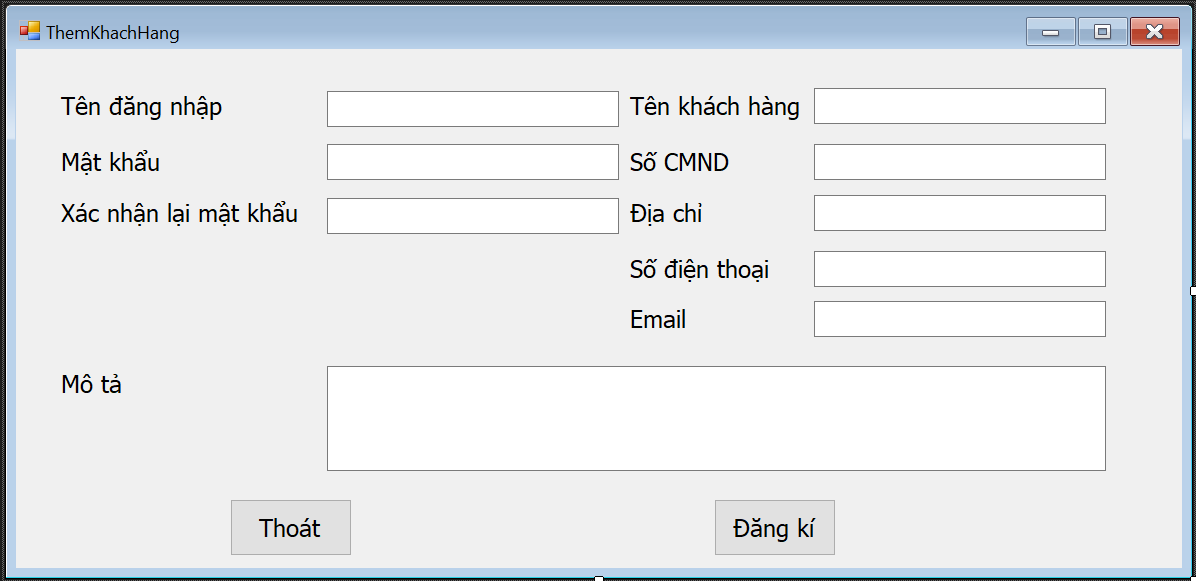 ThemKhachHang
Tên đăng nhập
Tên khách hàng
Mật khẩu
Số CMND
Xác nhận lại mật khẩu
Địa chỉ
Số điện thoại
Email
Mô tả
Thoát
Đăng kí